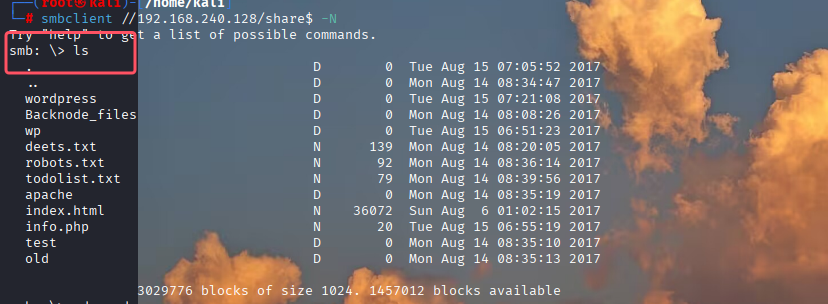 (root㉿kali)-[/home/kali]
# smbclient //192.168.240.128/share$ -N
Try "help" to get a list of possible commands.
smb: \> ls
. D 0 Tue Aug 15 07:05:52 2017
.. D 0 Mon Aug 14 08:34:47 2017
wordpress D 0 Tue Aug 15 07:21:08 2017
Backnode_files D 0 Mon Aug 14 08:08:26 2017
wp D 0 Tue Aug 15 06:51:23 2017
deets.txt N 139 Mon Aug 14 08:20:05 2017
robots.txt N 92 Mon Aug 14 08:36:14 2017
todolist.txt N 79 Mon Aug 14 08:39:56 2017
apache D 0 Mon Aug 14 08:35:19 2017
index.html N 36072 Sun Aug 6 01:02:15 2017
info.php N 20 Tue Aug 15 06:55:19 2017
test D 0 Mon Aug 14 08:35:10 2017
old D 0 Mon Aug 14 08:35:13 2017
3029776 blocks of size 1024. 1457012 blocks available